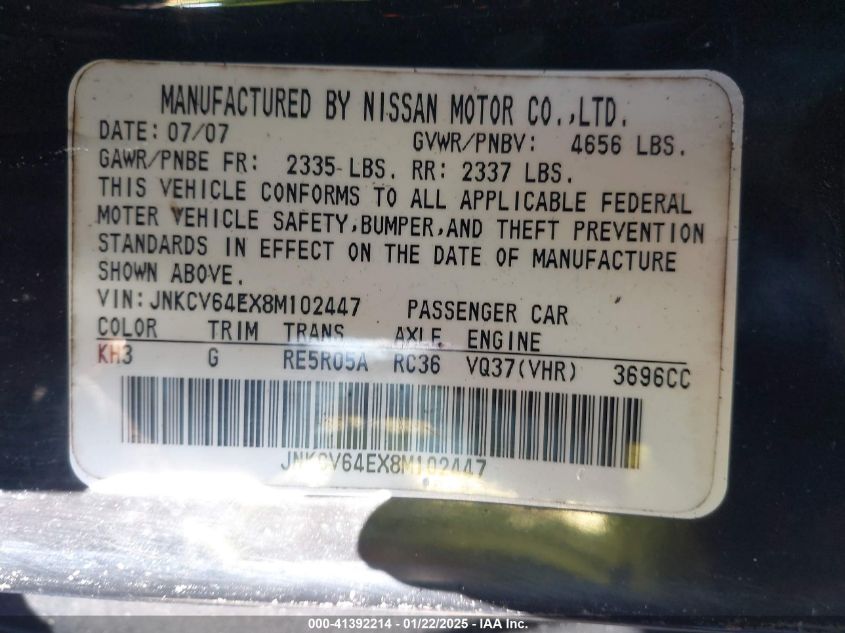 MANUFACTURED BY NISSAN MOTOR CO.,LTD.
DATE: 07/07 GVWR/PNBV: 4656 LBS.
GAWR/PNBE FR: 2335 LBS. RR: 2337 LBS.
THIS VEHICLE CONFORMS TO ALL APPLICABLE FEDERAL
MOTER VEHICLE SAFETY,BUMPER,AND THEFT PREVENTION
STANDARDS IN EFFECT ON THE DATE OF MANUFACTURE
SHOWN ABOVE.
VIN: JNKCV64EX8M102447 PASSENGER CAR
COLOR TRIM TRANS AXLE ENGINE
KH3 G RE5R05A RC36 VQ37(VHR) 3696CC
JNKCV64EX8M102447
000-41392214 - 01/22/2025 - IAA Inc.